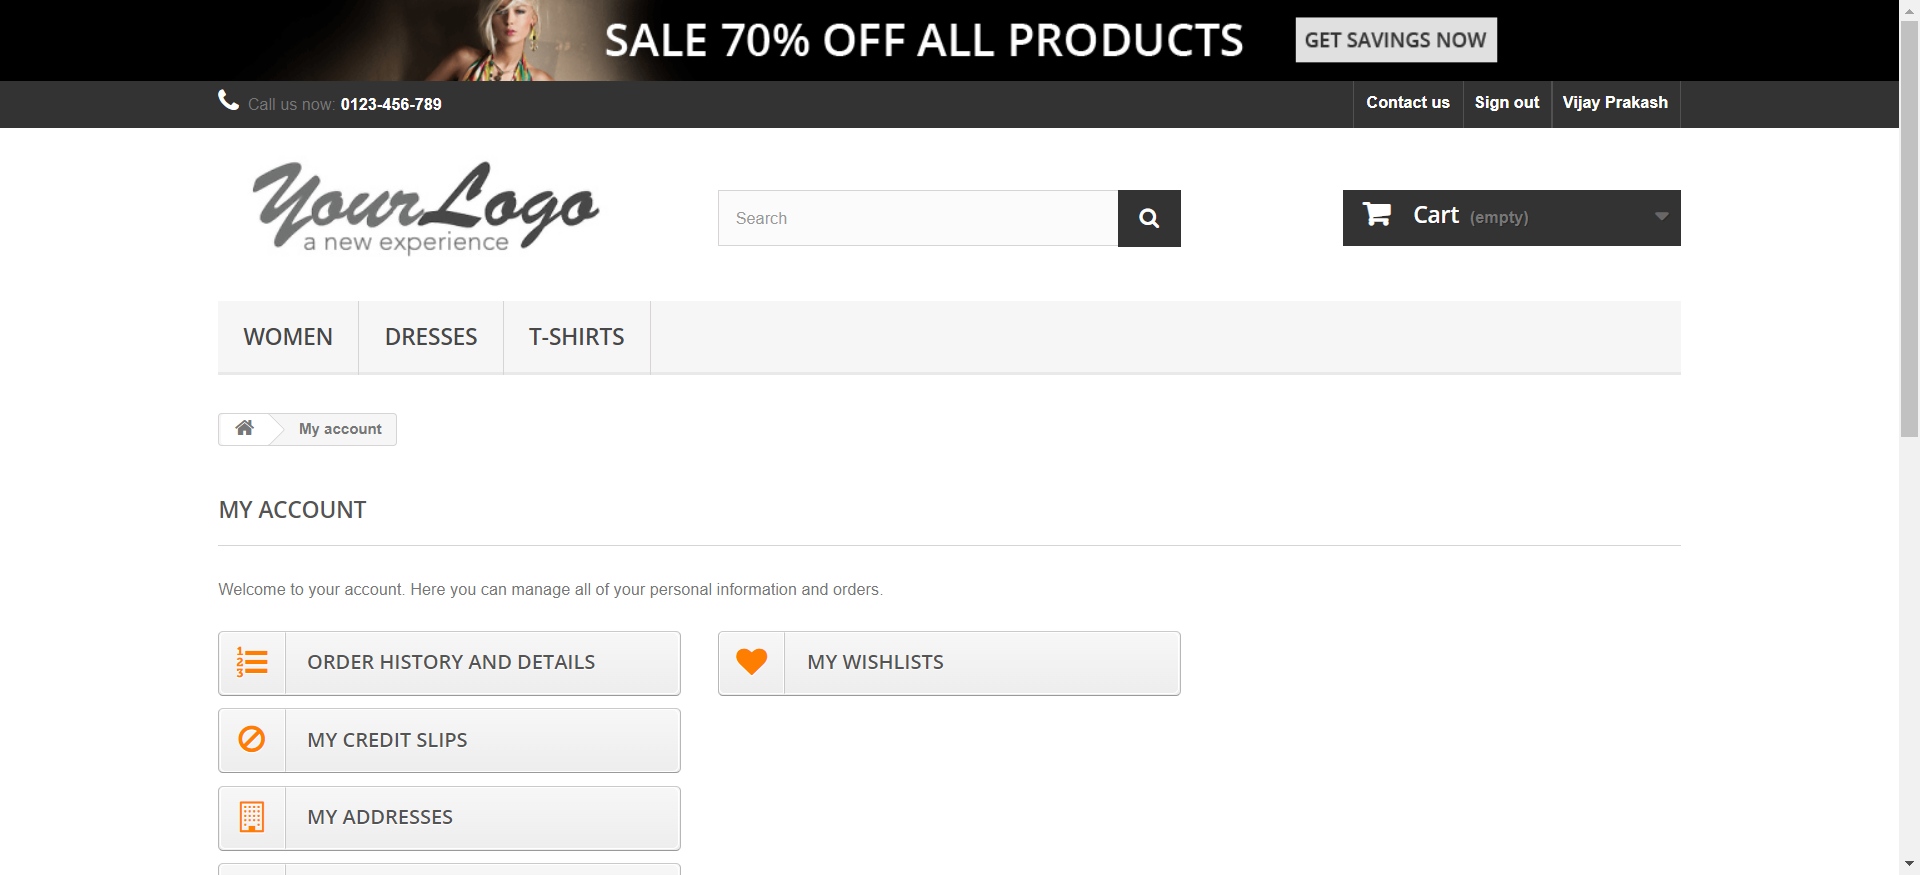 SALE 70% OFF ALL PRODUCTS
GET SAVINGS NOW
Call us now: 0123-456-789
Contact us
Sign out
Vijay Prakash
Your Logo
a new experience
Search
Cart (empty)
WOMEN
DRESSES
T-SHIRTS
My account
MY ACCOUNT
Welcome to your account. Here you can manage all of your personal information and orders.
ORDER HISTORY AND DETAILS
MY WISHLISTS
MY CREDIT SLIPS
MY ADDRESSES